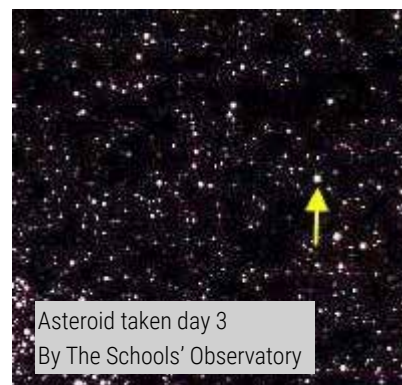 Asteroid taken day 3
By The Schools' Observatory